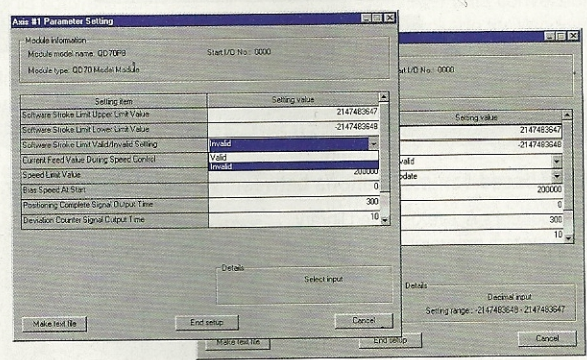 Axis #1 Parameter Setting
Module information
Module model name: QD70P8
Start I/O No.: 0000
Module type: QD70 Model Module
Setting item
Setting value
Software Stroke Limit Upper Limit Value
2147483647
Software Stroke Limit Lower Limit Value
-2147483648
Software Stroke Limit Valid/Invalid Setting
Invalid
Current Feed Value During Speed Control
Valid
Invalid
Speed Limit Value
200000
Bias Speed At Start
0
Positioning Complete Signal Output Time
300
Deviation Counter Signal Output Time
10
Details
Select input
Make text file
End setup
Cancel
art I/O No.: 0000
Setting value
2147483647
-2147483648
valid
pdate
200000
0
300
10
Details
Decimal input
Setting range: -2147483648 - 2147483647
Make text file
End setup
Cancel